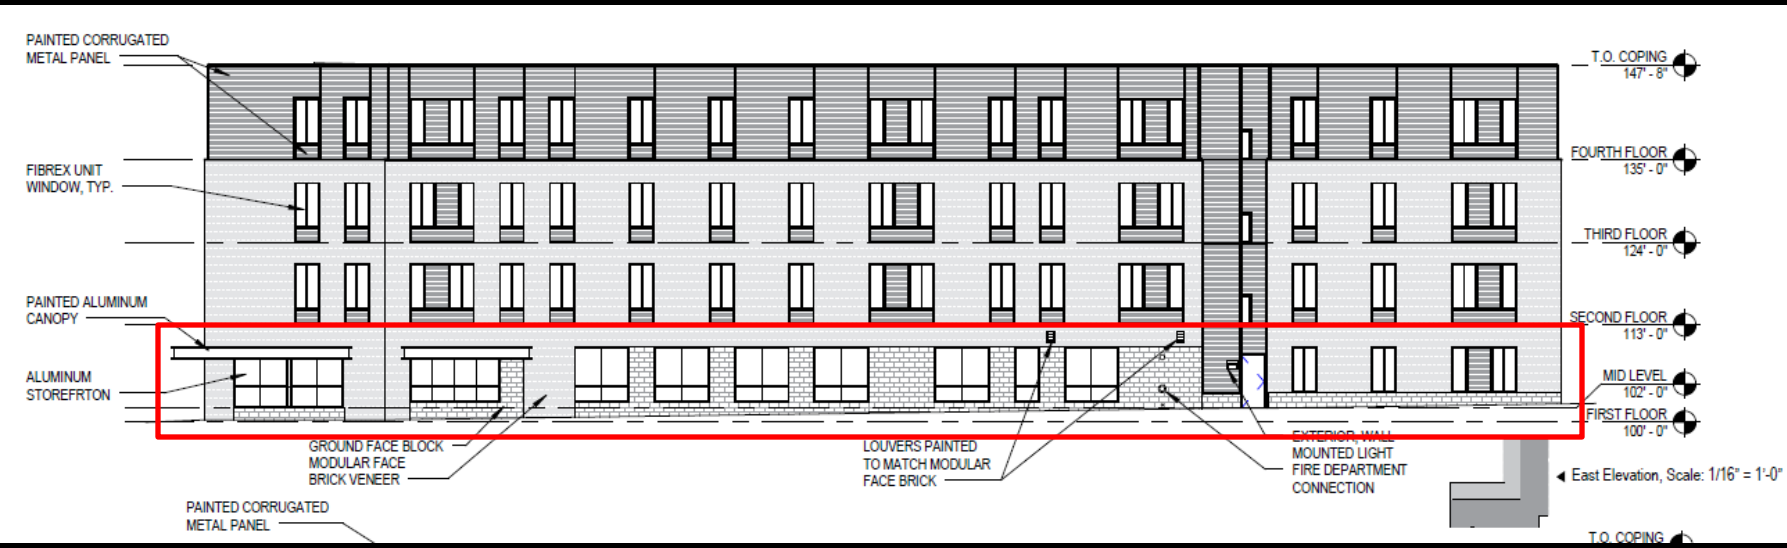 PAINTED CORRUGATED
METAL PANEL
FIBREX UNIT
WINDOW, TYP.
PAINTED ALUMINUM
CANOPY
ALUMINUM
STOREFRTON
GROUND FACE BLOCK
MODULAR FACE
BRICK VENEER
LOUVERS PAINTED
TO MATCH MODULAR
FACE BRICK
EXTERIOR, WALL
MOUNTED LIGHT
FIRE DEPARTMENT
CONNECTION
T.O. COPING
147' - 8"
FOURTH FLOOR
135' - 0"
THIRD FLOOR
124' - 0"
SECOND FLOOR
113' - 0"
MID LEVEL
102' - 0"
FIRST FLOOR
100' - 0"
East Elevation, Scale: 1/16" = 1'-0"
PAINTED CORRUGATED
METAL PANEL
T.O. COPING